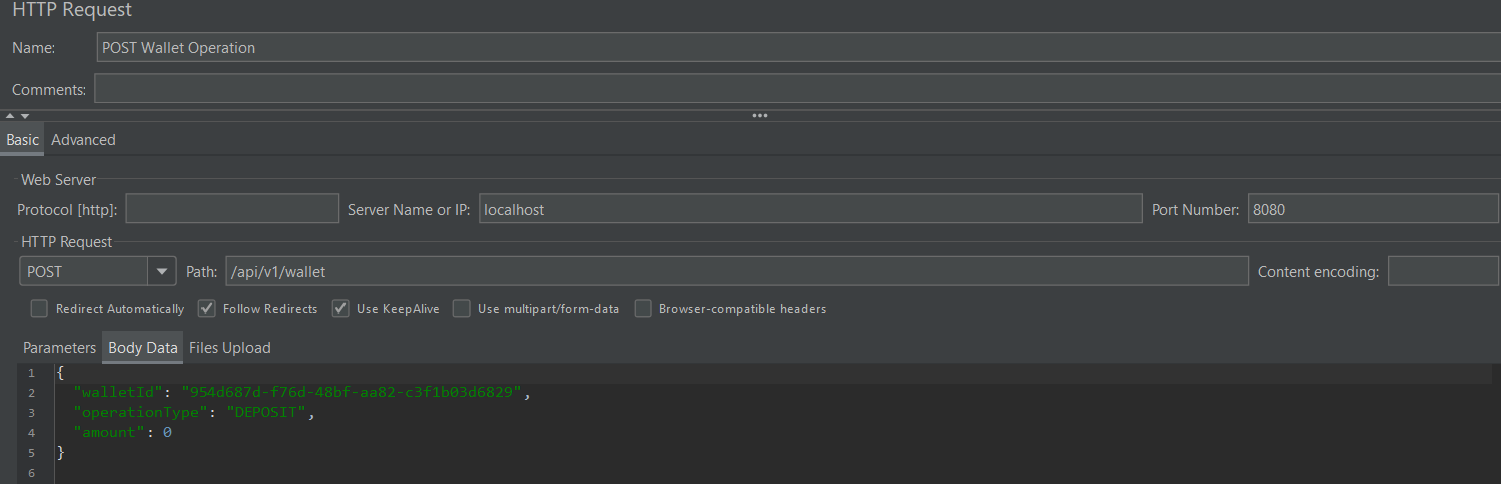 HTTP Request
Name: POST Wallet Operation
Comments:
Basic Advanced
Web Server
Protocol [http]: Server Name or IP: localhost Port Number: 8080
HTTP Request
POST Path: /api/v1/wallet Content encoding:
Redirect Automatically Follow Redirects Use KeepAlive Use multipart/form-data Browser-compatible headers
Parameters Body Data Files Upload
1 {
2 "walletId": "954d687d-f76d-48bf-aa82-c3f1b03d6829",
3 "operationType": "DEPOSIT",
4 "amount": 0
5 }
6